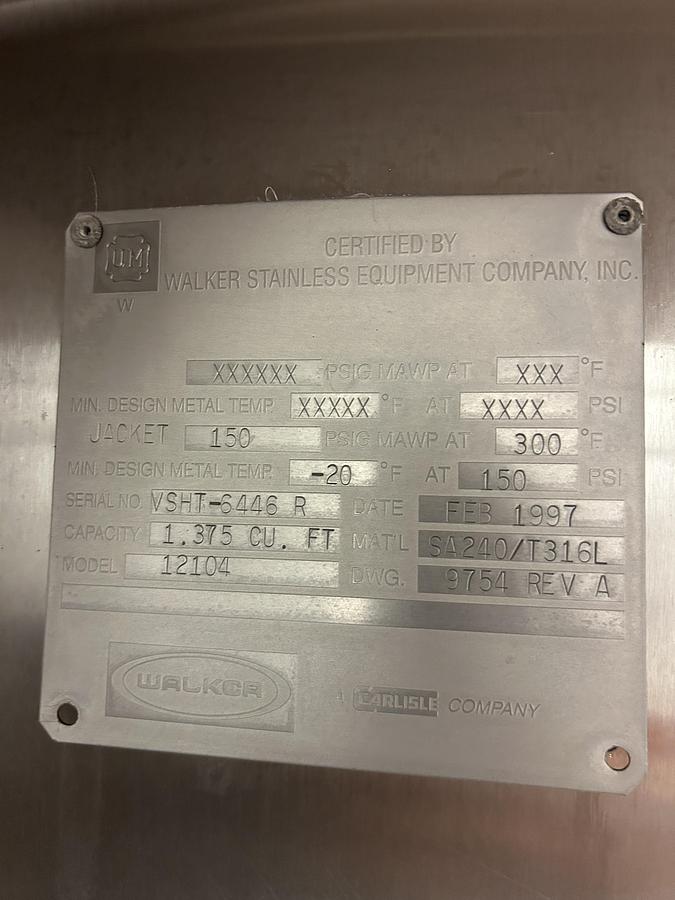 UM
CERTIFIED BY
W WALKER STAINLESS EQUIPMENT COMPANY, INC.
XXXXXX PSIG MAWP AT XXX °F
MIN. DESIGN METAL TEMP. XXXXX °F AT XXXX PSI
JACKET 150 PSIG MAWP AT 300 °F
MIN. DESIGN METAL TEMP. -20 °F AT 150 PSI
SERIAL NO. VSHT-6446 R DATE FEB 1997
CAPACITY 1.375 CU. FT MAT'L SA240/T316L
MODEL 12104 DWG. 9754 REV A
WALKER A CARLISLE COMPANY